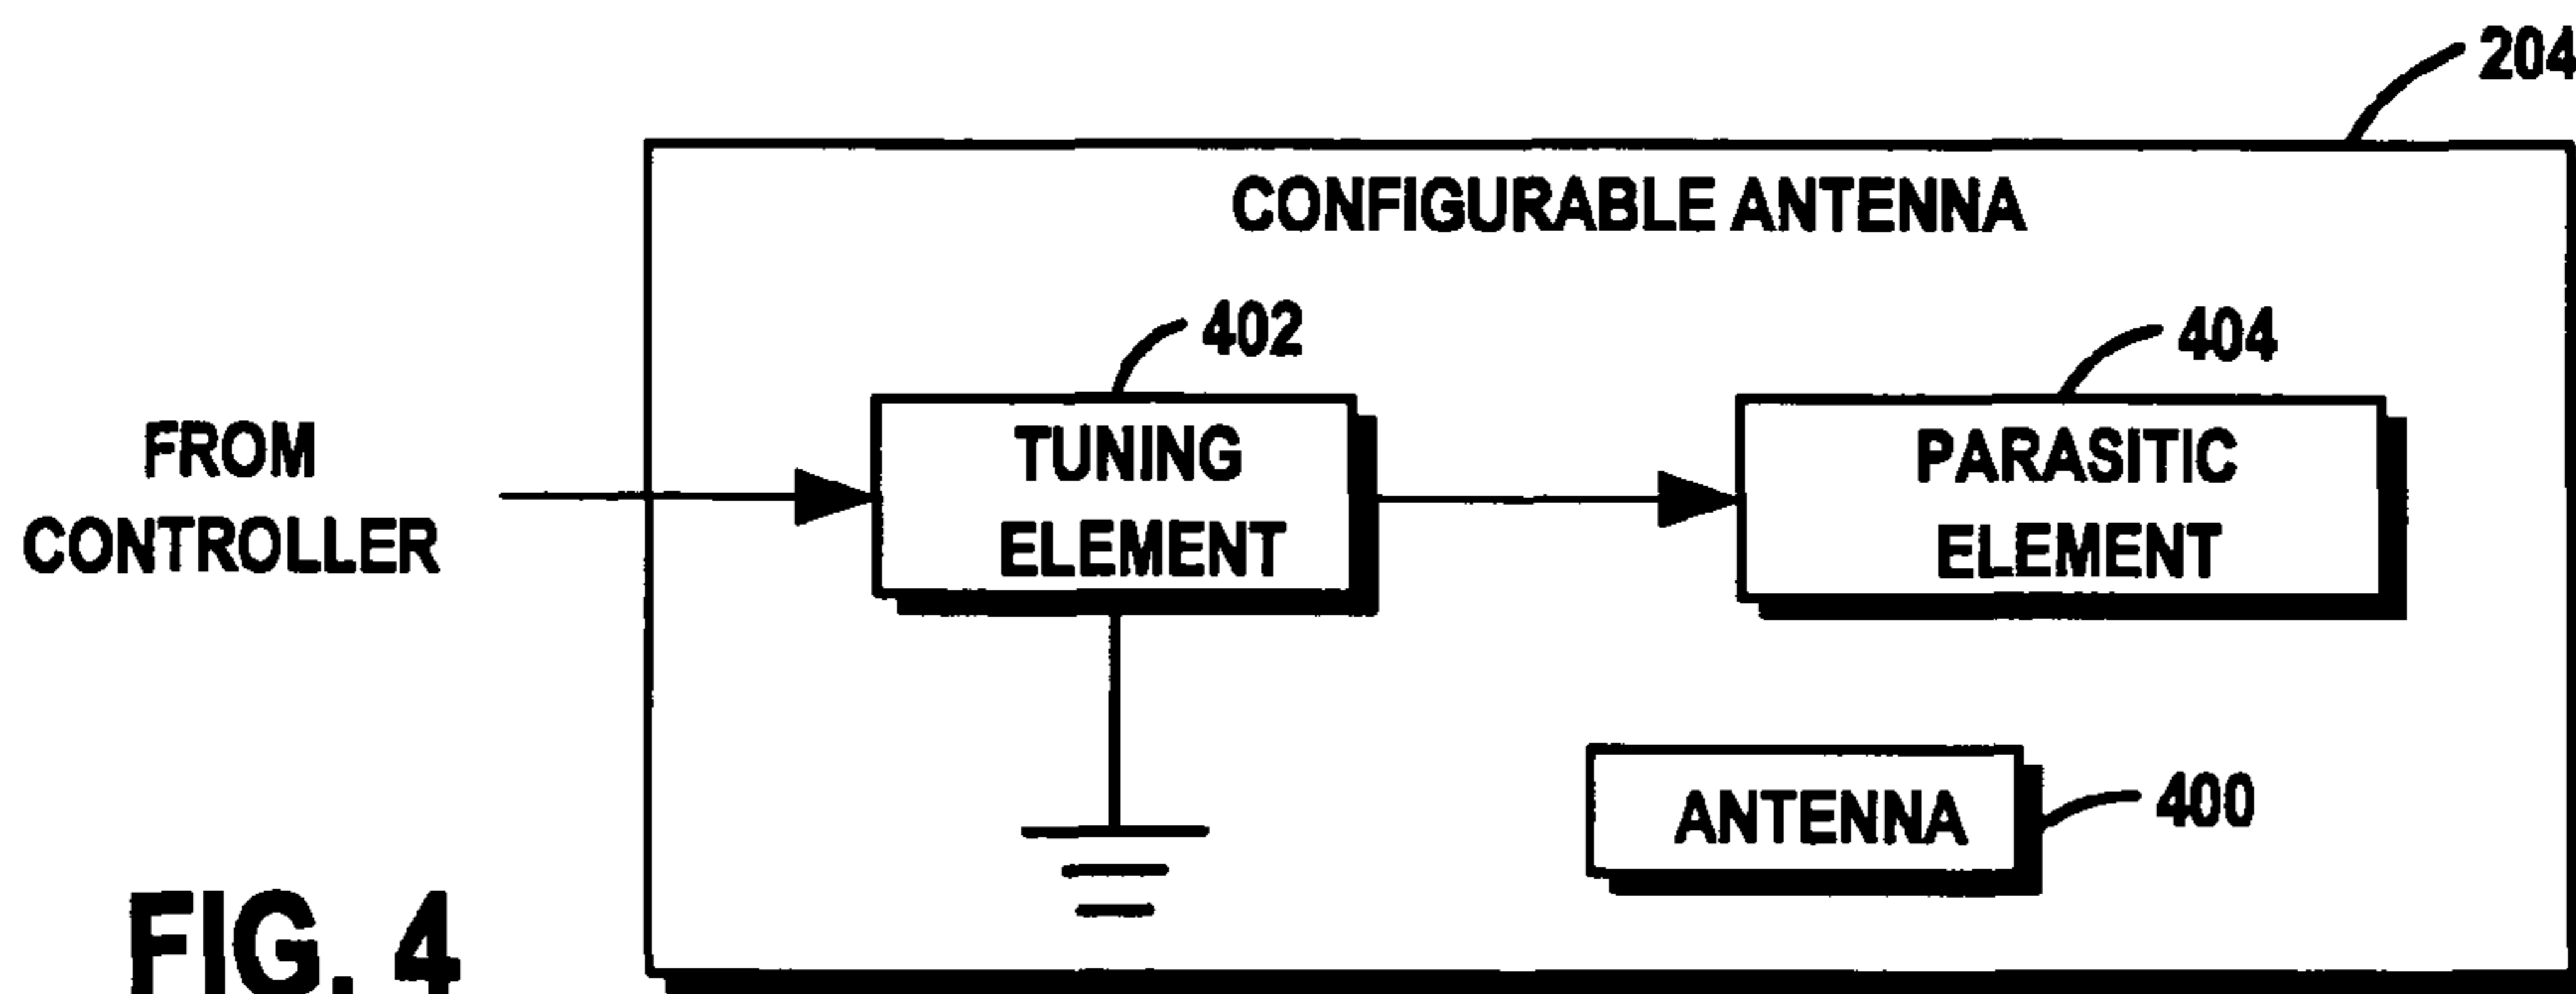 204
CONFIGURABLE ANTENNA
402
404
FROM
CONTROLLER
TUNING
ELEMENT
PARASITIC
ELEMENT
ANTENNA
400
FIG. 4